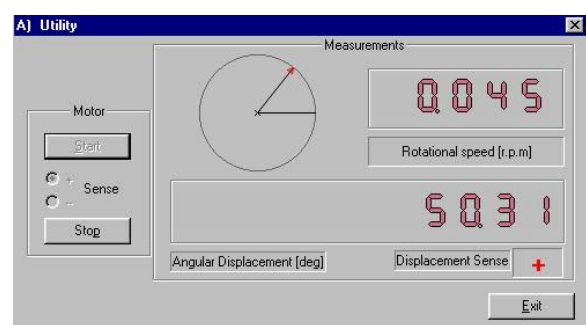 A) Utility
Measurements
0.045
Motor
Start
Rotational speed [r.p.m]
+
Sense
-
50.31
Stop
Angular Displacement [deg]
Displacement Sense
+
Exit